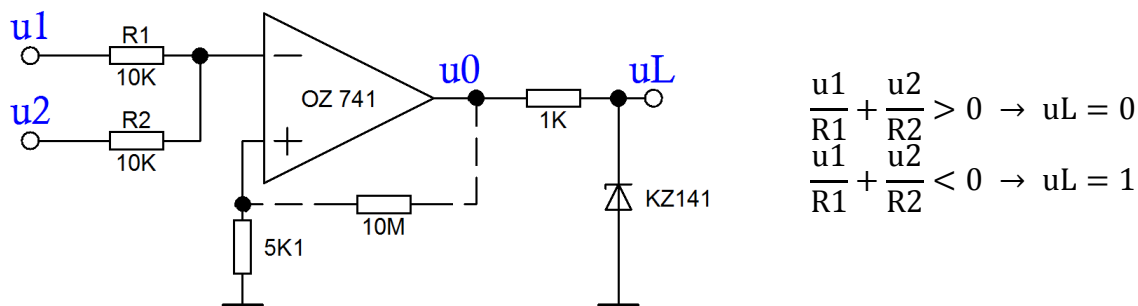 u1
R1
10K
u2
R2
10K
OZ 741
u0
1K
uL
10M
5K1
KZ141
u1/R1 + u2/R2 > 0 → uL = 0
u1/R1 + u2/R2 < 0 → uL = 1